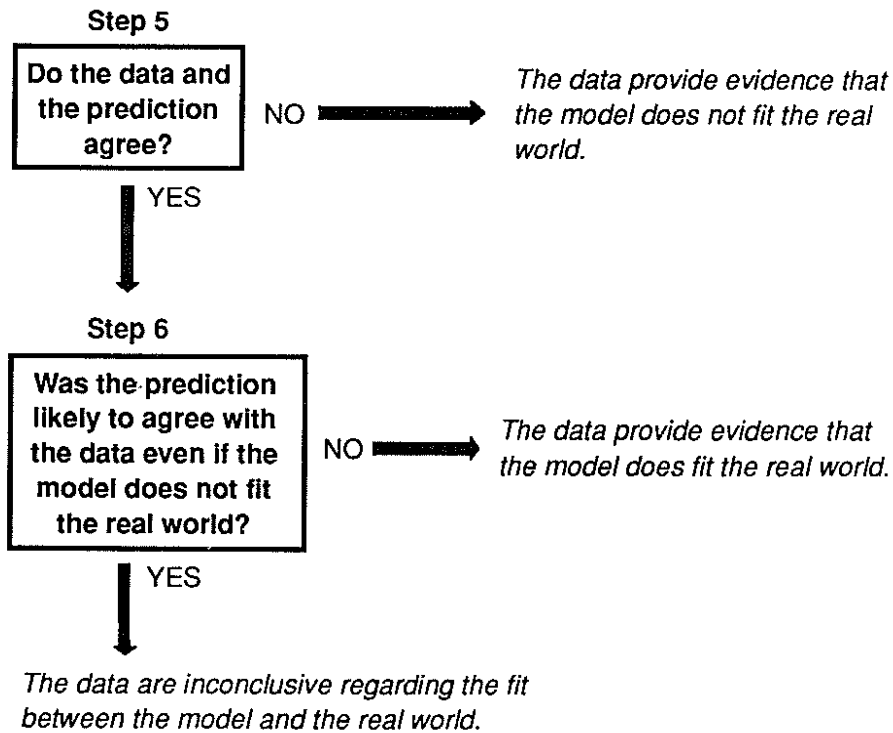 Step 5
Do the data and
the prediction
agree?
NO
The data provide evidence that
the model does not fit the real
world.
YES
Step 6
Was the prediction
likely to agree with
the data even if the
model does not fit
the real world?
NO
The data provide evidence that
the model does fit the real world.
YES
The data are inconclusive regarding the fit
between the model and the real world.